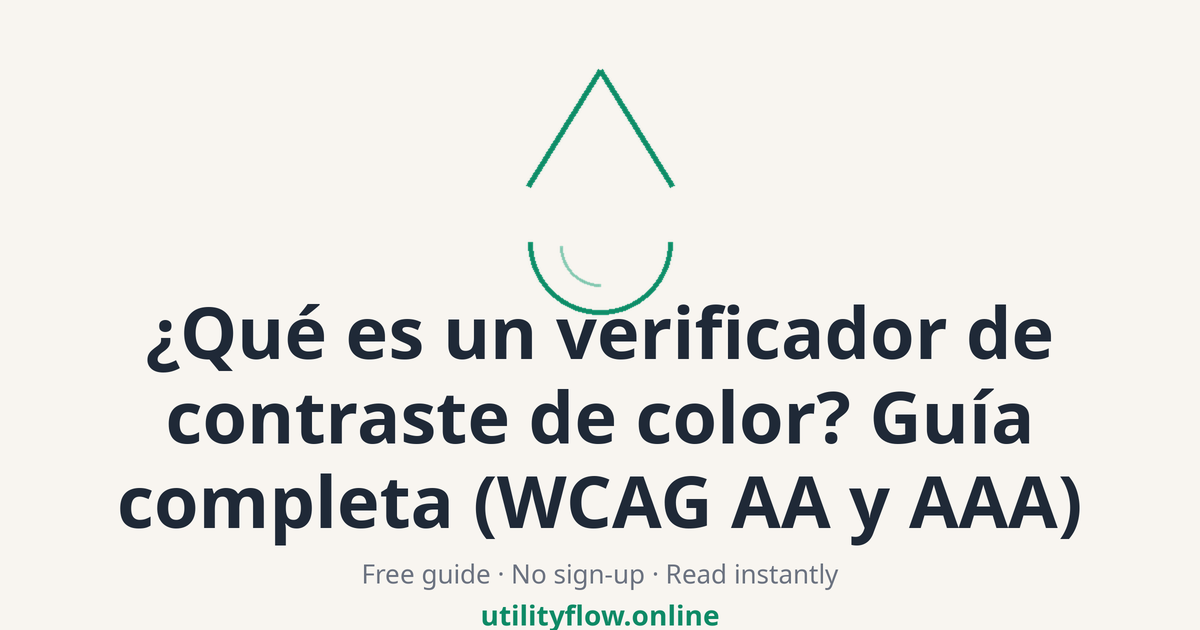 ¿Qué es un verificador de
contraste de color? Guía
completa (WCAG AA y AAA)
Free guide · No sign-up · Read instantly
utilityflow.online